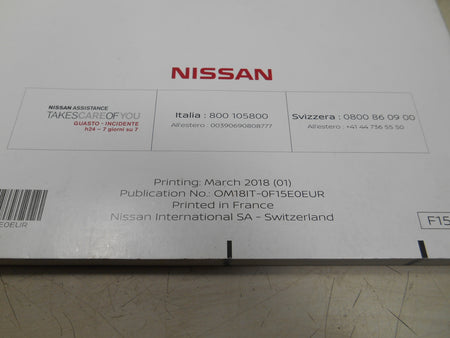 NISSAN
NISSAN ASSISTANCE
TAKESCAREOFYOU
GUASTO - INCIDENTE
h24 – 7 giorni su 7
Italia : 800 105800
All'estero : 00390690808777
Svizzera : 0800 86 09 00
All'estero : +41 44 736 55 50
Printing: March 2018 (01)
Publication No.: OM18IT-0F15E0EUR
Printed in France
Nissan International SA – Switzerland
E0EUR
F15